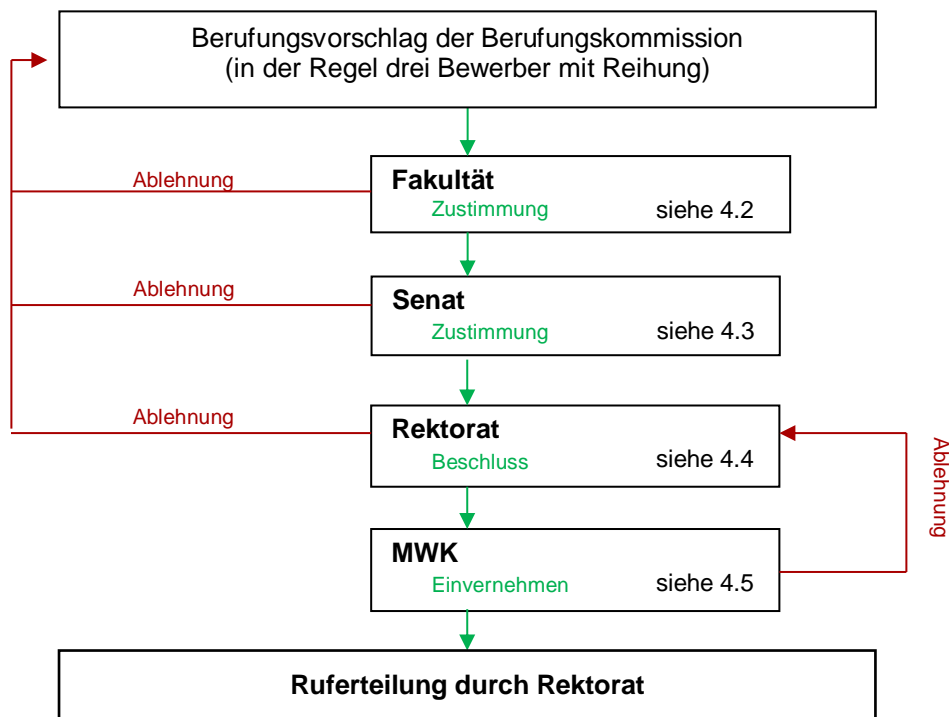 Berufungsvorschlag der Berufungskommission
(in der Regel drei Bewerber mit Reihung)
Ablehnung
Fakultät
Zustimmung siehe 4.2
Ablehnung
Senat
Zustimmung siehe 4.3
Ablehnung
Rektorat
Beschluss siehe 4.4
Ablehnung
MWK
Einvernehmen siehe 4.5
Ruferteilung durch Rektorat